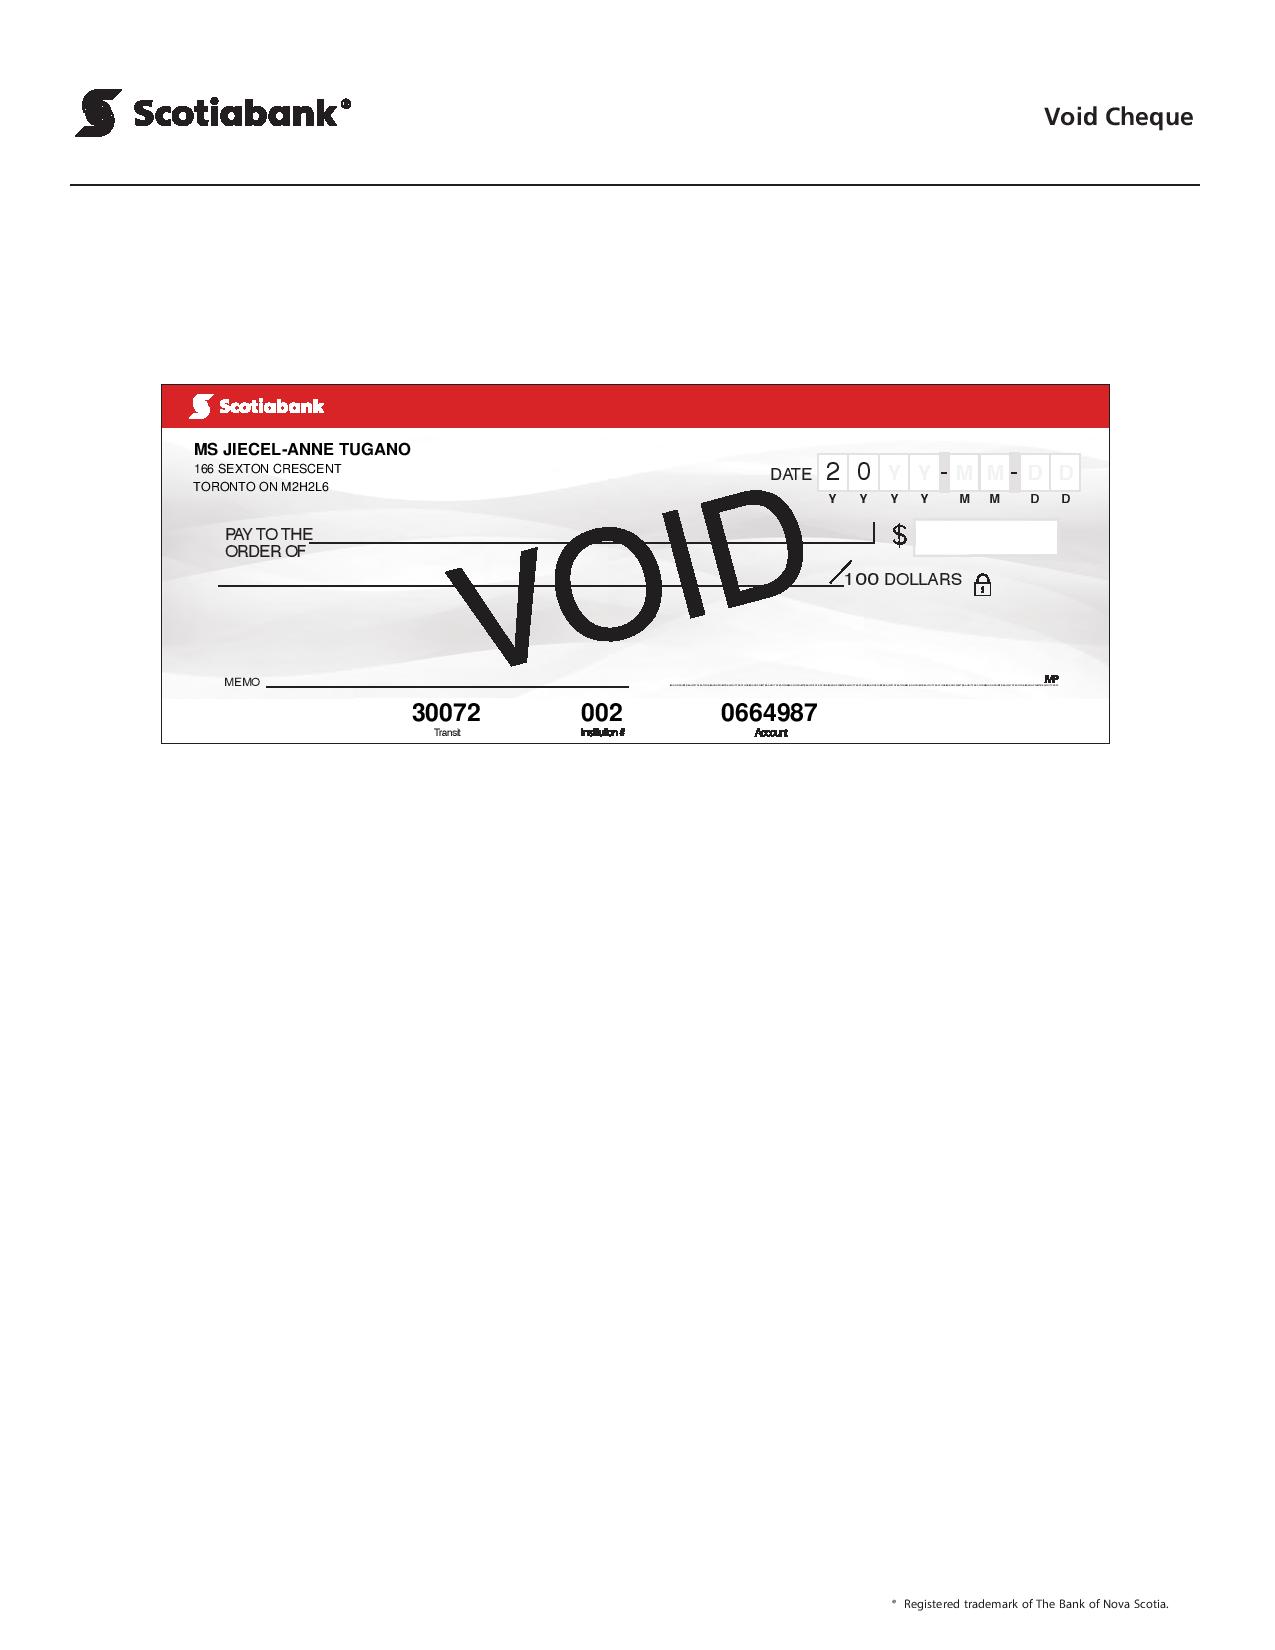 Scotiabank®
Void Cheque
Scotiabank
MS JIECEL-ANNE TUGANO
166 SEXTON CRESCENT
TORONTO ON M2H2L6
DATE 2 0 Y Y - M M - D D
Y Y Y Y M M D D
PAY TO THE
ORDER OF $
/100 DOLLARS
VOID
MEMO MP
30072 002 0664987
Transit Institution # Account
® Registered trademark of The Bank of Nova Scotia.